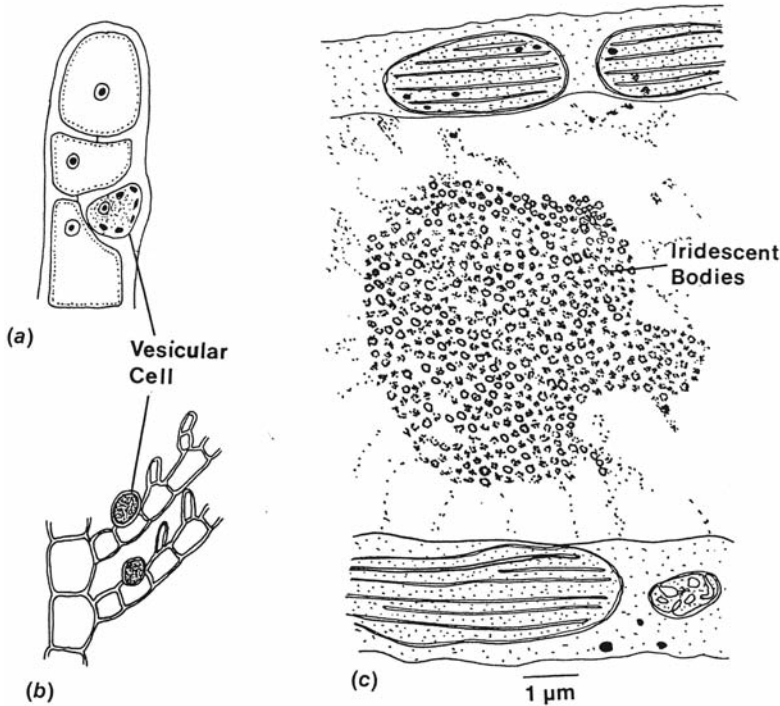 (a)
Vesicular
Cell
(b)
Iridescent
Bodies
(c)
1 µm